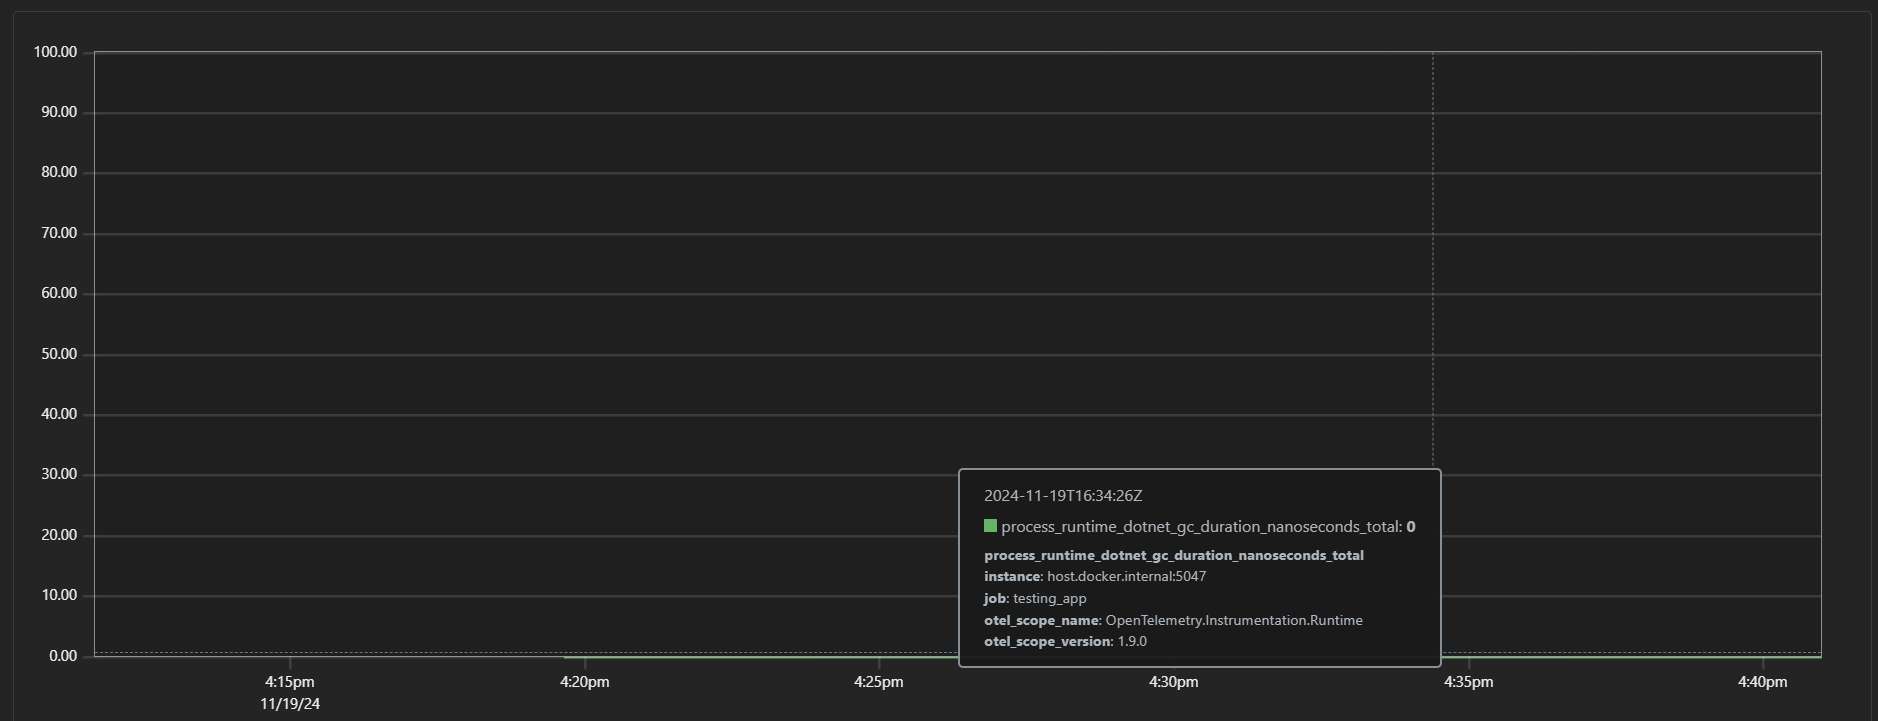 100.00
90.00
80.00
70.00
60.00
50.00
40.00
30.00
20.00
10.00
0.00
2024-11-19T16:34:26Z
process_runtime_dotnet_gc_duration_nanoseconds_total: 0
process_runtime_dotnet_gc_duration_nanoseconds_total
instance: host.docker.internal:5047
job: testing_app
otel_scope_name: OpenTelemetry.Instrumentation.Runtime
otel_scope_version: 1.9.0
4:15pm 4:20pm 4:25pm 4:30pm 4:35pm 4:40pm
11/19/24